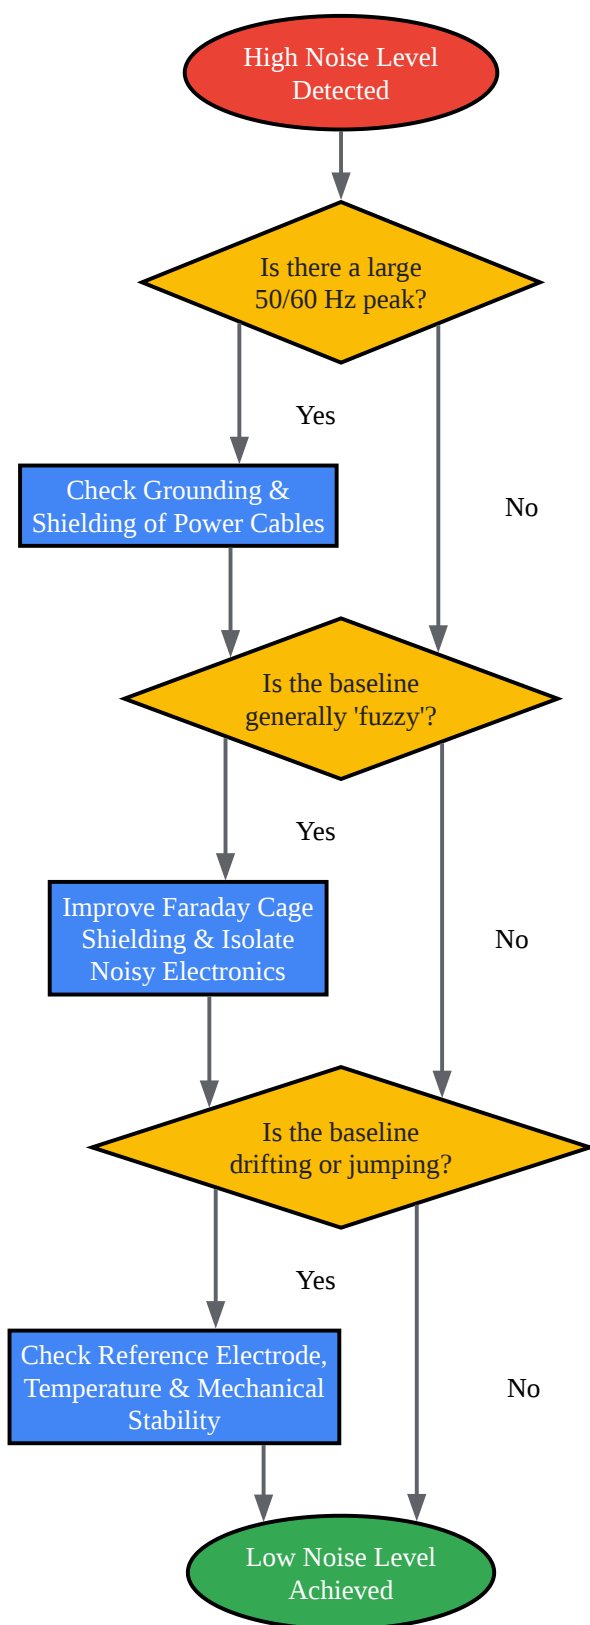 High Noise Level
Detected
Is there a large
50/60 Hz peak?
Yes
Check Grounding &
Shielding of Power Cables
No
Is the baseline
generally 'fuzzy'?
Yes
Improve Faraday Cage
Shielding & Isolate
Noisy Electronics
No
Is the baseline
drifting or jumping?
Yes
Check Reference Electrode,
Temperature & Mechanical
Stability
No
Low Noise Level
Achieved